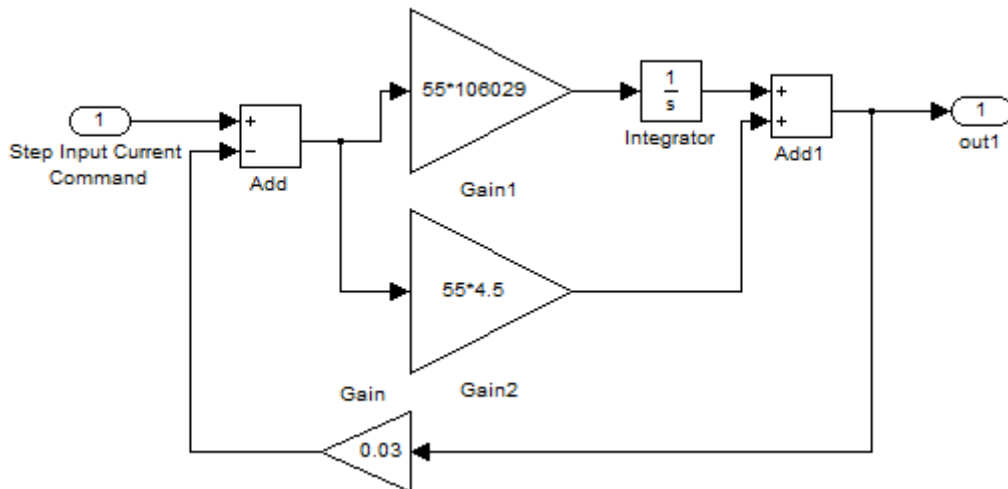 55*106029
1
s
+
+
1
Step Input Current
Command
+
−
Add
Integrator
Add1
1
out1
Gain1
55*4.5
Gain
Gain2
0.03